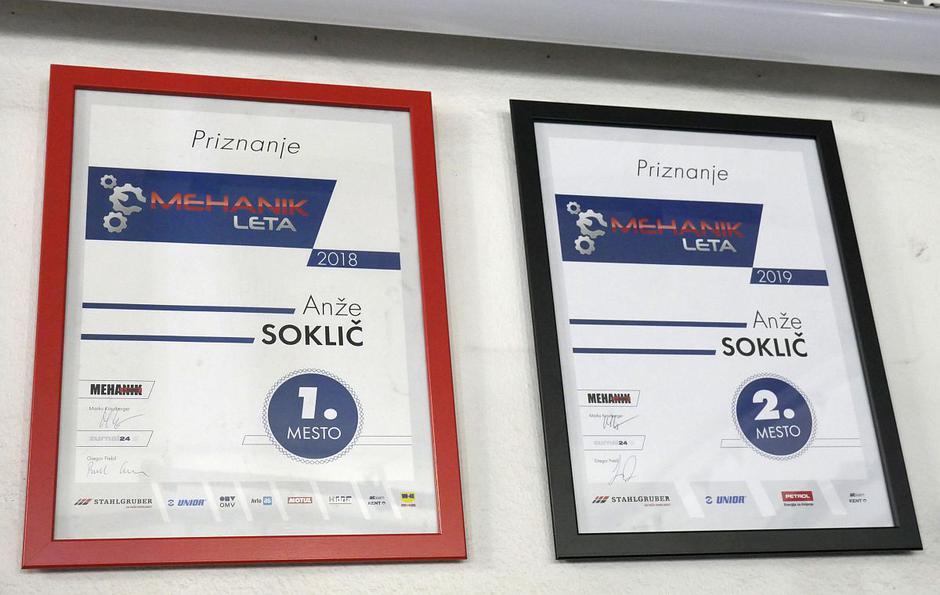 Priznanje
MEHANIK
LETA
2018
Anže
SOKLIČ
MEHANIK
1.
MESTO
zurnal24
STAHLGRUBER
UNIOR
OMV
MOTUL
Priznanje
MEHANIK
LETA
2019
Anže
SOKLIČ
MEHANIK
2.
MESTO
zurnal24
STAHLGRUBER
UNIOR
PETROL
KENT